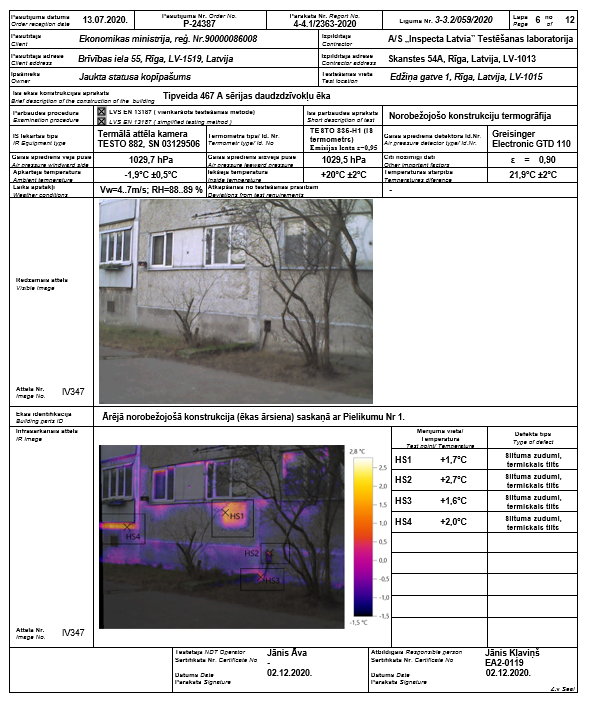 Pasūtījuma datums
Order reception date
13.07.2020.
Pasūtījuma Nr. Order No.
P-24387
Pārskata Nr. Report No.
4-4.1/2363-2020
Līguma Nr. 3-3.2/059/2020
Lapa 6 no 12
Page of
Pasūtītājs
Client
Ekonomikas ministrija, reģ. Nr.90000086008
Izpildītājs
Contractor
A/S „Inspecta Latvia" Testēšanas laboratorija
Pasūtītāja adrese
Client address
Brīvības iela 55, Rīga, LV-1519, Latvija
Izpildītāja adrese
Contractor address
Skanstes 54A, Rīga, Latvija, LV-1013
Īpašnieks
Owner
Jaukta statusa kopīpašums
Testēšanas vieta
Test location
Edžiņa gatve 1, Rīga, Latvija, LV-1015
Īss ēkas konstrukcijas apraksts
Brief description of the construction of the building
Tipveida 467 A sērijas daudzdzīvokļu ēka
Pārbaudes procedūra
Examination procedure
LVS EN 13187 ( vienkāršota testēšanas metode)
LVS EN 13187 ( simplified testing method )
Īss pārbaudes apraksts
Short description of test
Norobežojošo konstrukciju termogrāfija
IS iekārtas tips
IR Equipment type
Termālā attēla kamera
TESTO 882, SN 03129506
Termometra tips/ Id. Nr.
Termometr type/ Id. No
TESTO 835-H1 (IS
termometrs)
Emisijas lenta ε=0,95
Gaisa spiediena detektora Id.Nr.
Air pressure detector type/ Id.Nr.
Greisinger
Electronic GTD 110
Gaisa spiediens vēja pusē
Air pressure windward side
1029,7 hPa
Gaisa spiediens aizvēja pusē
Air pressure leeward pressure
1029,5 hPa
Citi nozīmīgi dati
Other important factors
ε = 0,90
Apkārtējā temperatūra
Ambient temperature
-1,9°C ±0,5°C
Iekšējā temperatūra
Inside temperature
+20°C ±2°C
Temperatūras starpība
Temperatures diference
21,9°C ±2°C
Laika apstākļi
Weather conditions
Vw=4..7m/s; RH=88..89 %
Atkāpšanās no testēšanas prasībām
Deviations from test requirements
-
Redzamais attēls
Visible Image
Attēla Nr.
Image No.
IV347
Ēkas identifikācija
Building parts ID
Ārējā norobežojošā konstrukcija (ēkas ārsiena) saskaņā ar Pielikumu Nr 1.
Infrasarkanais attēls
IR Image
Mērījuma vieta/
Temperatūra
Test point/ Temperature
Defekta tips
Type of defect
HS1 +1,7°C
siltuma zudumi,
termiskais tilts
HS2 +2,7°C
siltuma zudumi,
termiskais tilts
HS3 +1,6°C
siltuma zudumi,
termiskais tilts
HS4 +2,0°C
siltuma zudumi,
termiskais tilts
2,8 °C
2,5
2,0
1,5
1,0
0,5
0,0
-0,5
-1,0
-1,5
-1,5 °C
HS1
HS4
HS2
HS3
Attēla Nr.
Image No.
IV347
Testētājs NDT Operator
Jānis Āva
Sertifikāta Nr. Certificate No
-
Datums Date
02.12.2020.
Paraksts Signature
Atbildīgais Responsible person
Jānis Kļaviņš
Sertifikāta Nr. Certificate No
EA2-0119
Datums Date
02.12.2020.
Paraksts Signature
Z.v Seal